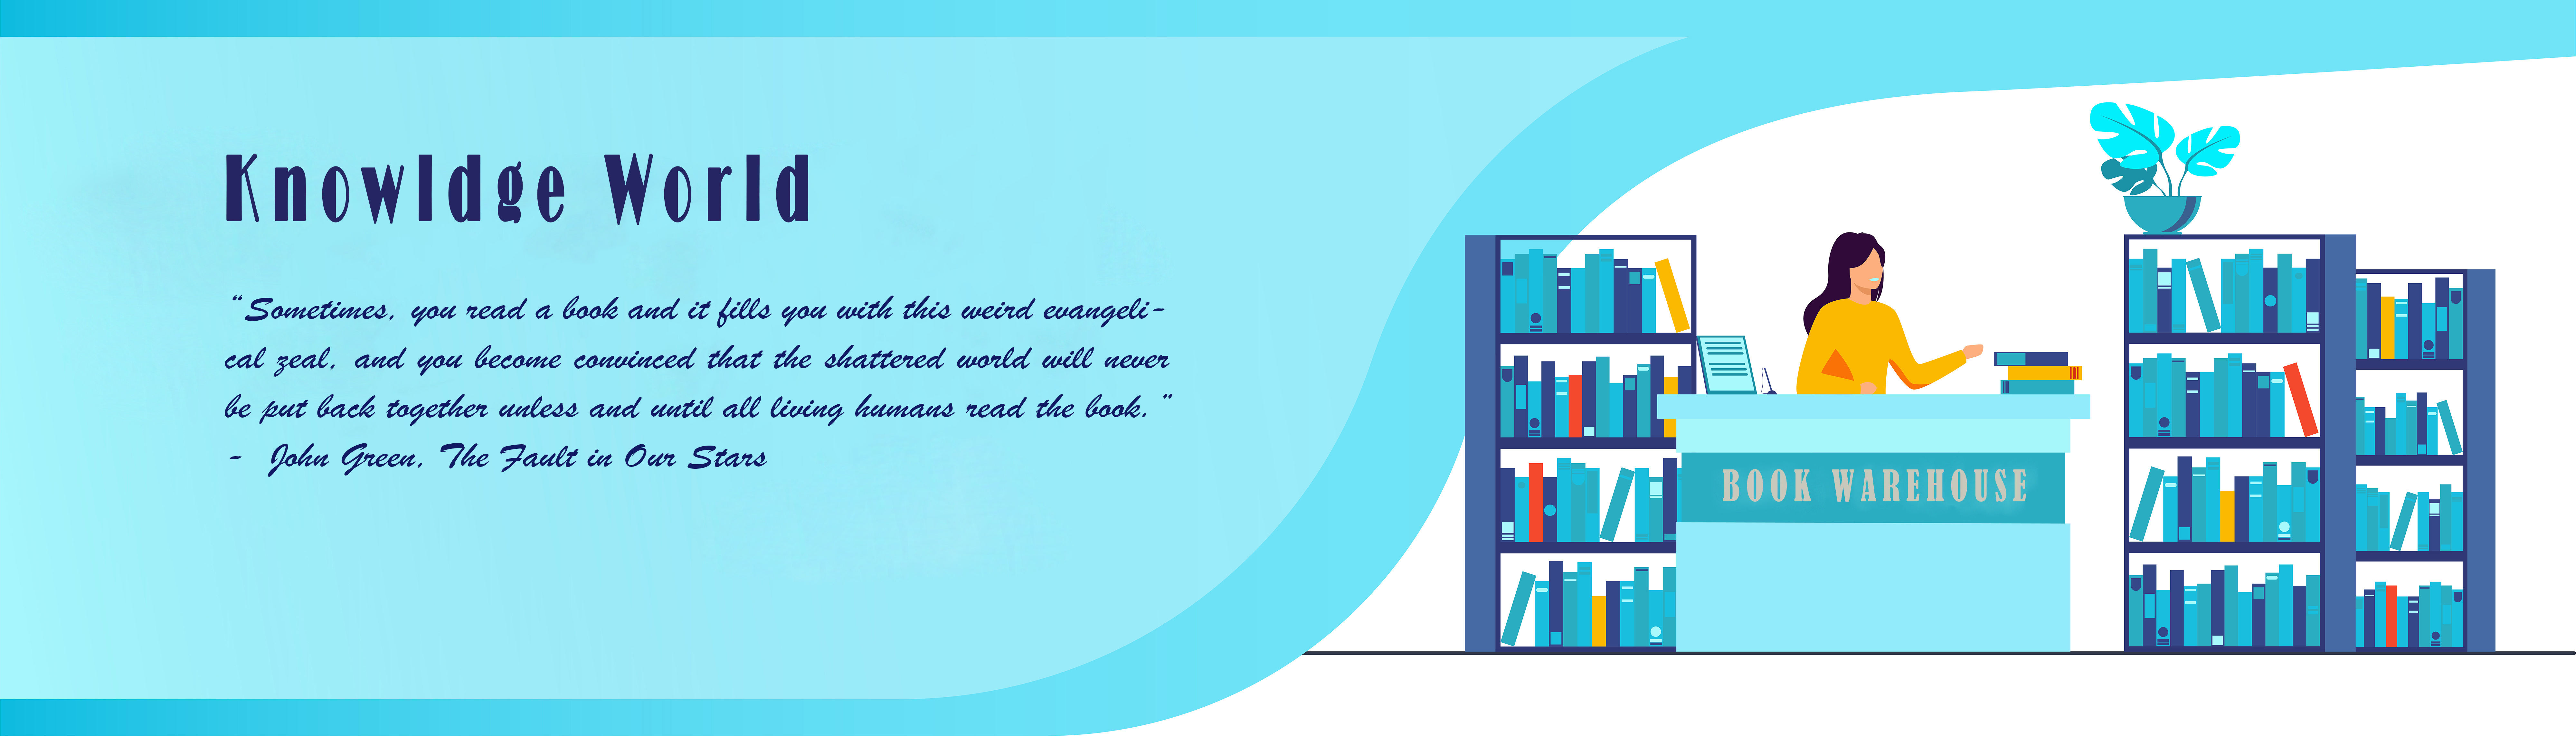 Knowldge World
“Sometimes, you read a book and it fills you with this weird evangeli-
cal zeal, and you become convinced that the shattered world will never
be put back together unless and until all living humans read the book.”
- John Green, The Fault in Our Stars
BOOK WAREHOUSE